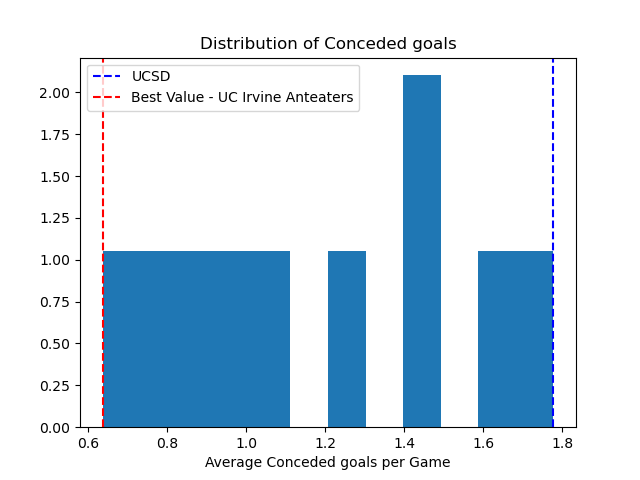 Distribution of Conceded goals
UCSD
Best Value - UC Irvine Anteaters
2.00
1.75
1.50
1.25
1.00
0.75
0.50
0.25
0.00
0.6 0.8 1.0 1.2 1.4 1.6 1.8
Average Conceded goals per Game